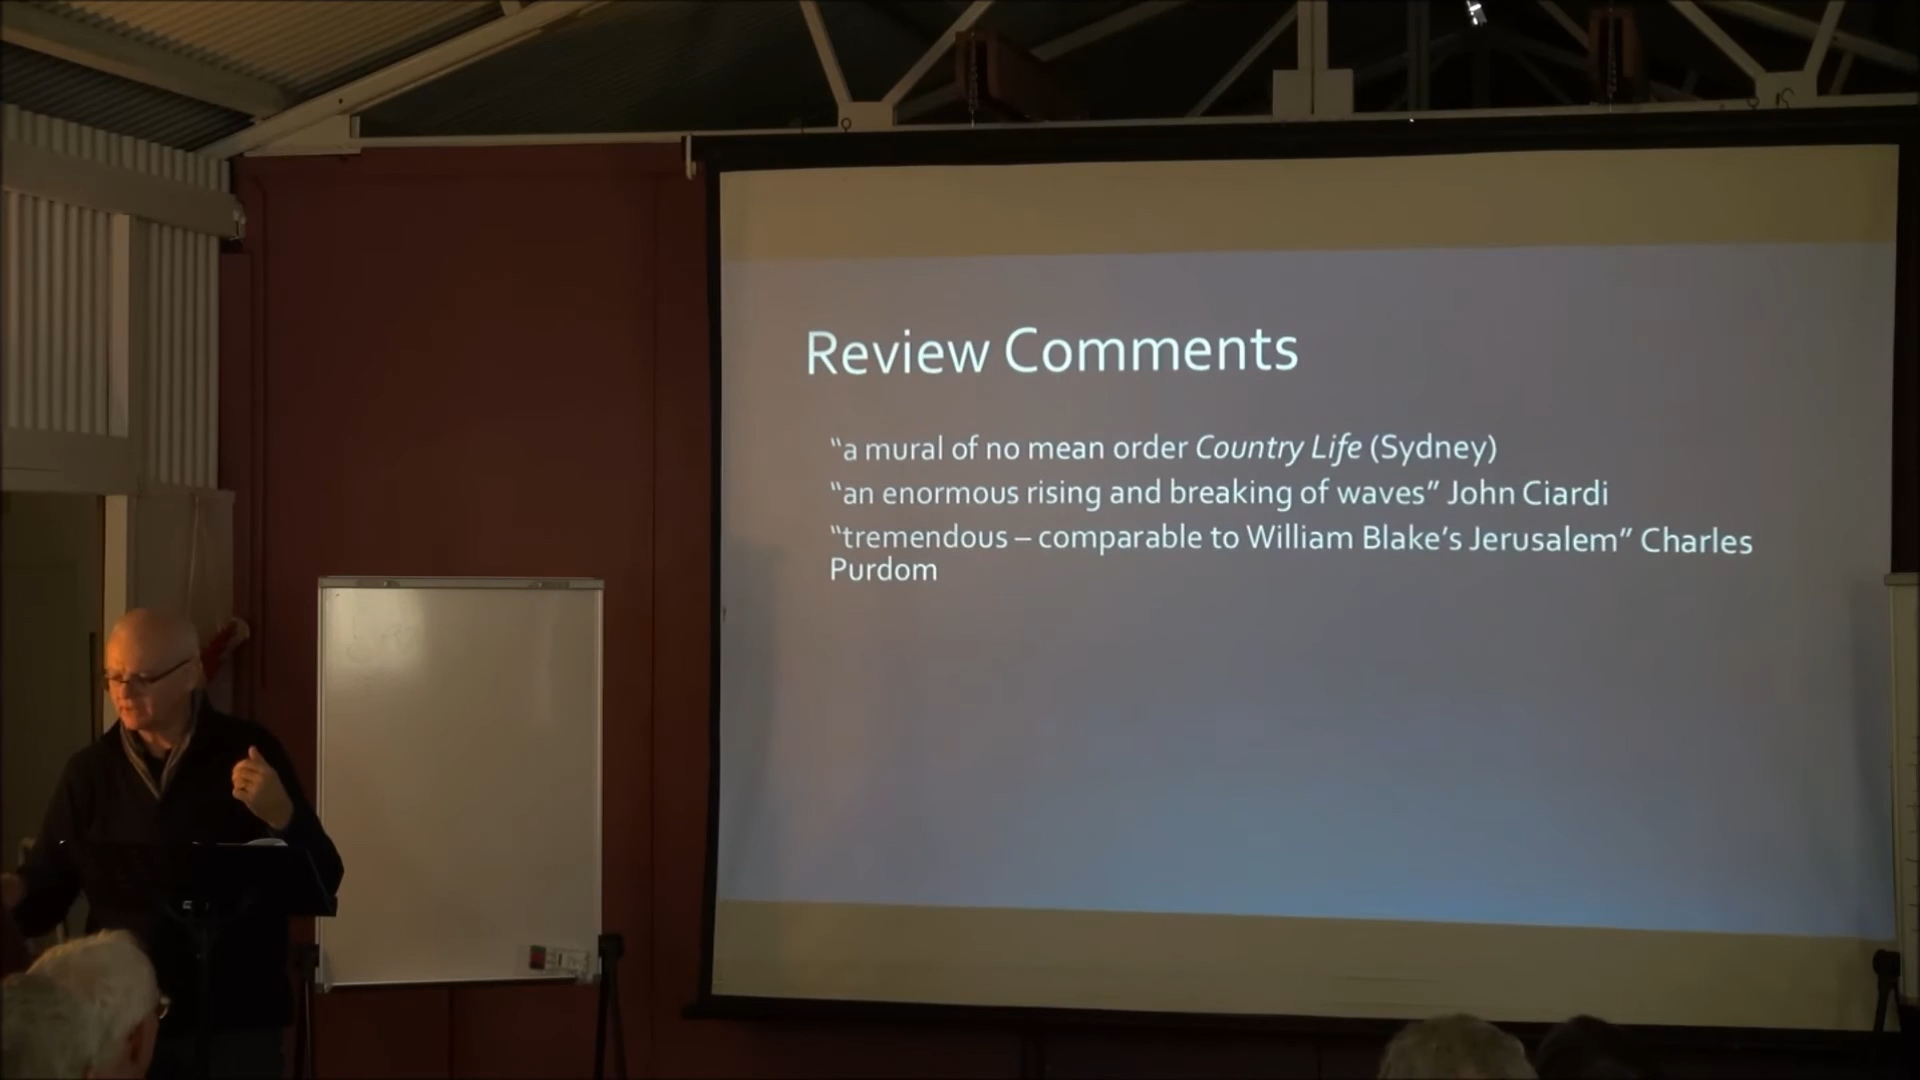 Review Comments
“a mural of no mean order Country Life (Sydney)
“an enormous rising and breaking of waves” John Ciardi
“tremendous – comparable to William Blake’s Jerusalem” Charles
Purdom